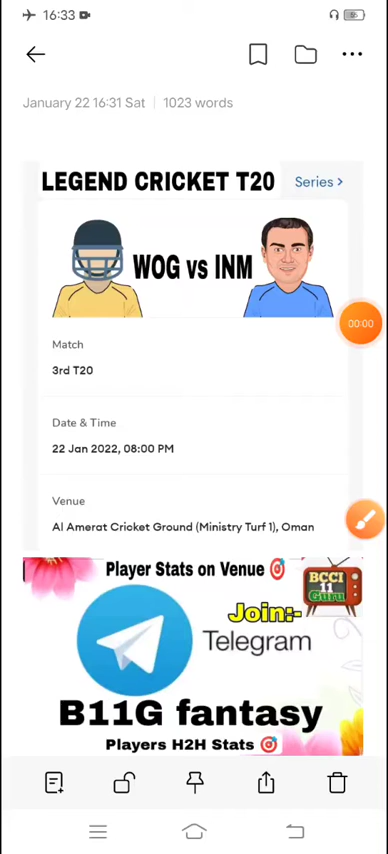 16:33
January 22 16:31 Sat | 1023 words
LEGEND CRICKET T20
Series >
WOG vs INM
Match
3rd T20
00:00
Date & Time
22 Jan 2022, 08:00 PM
Venue
Al Amerat Cricket Ground (Ministry Turf 1), Oman
Player Stats on Venue 🎯
BCCI
11
Guru
Join:-
Telegram
B11G fantasy
Players H2H Stats 🎯